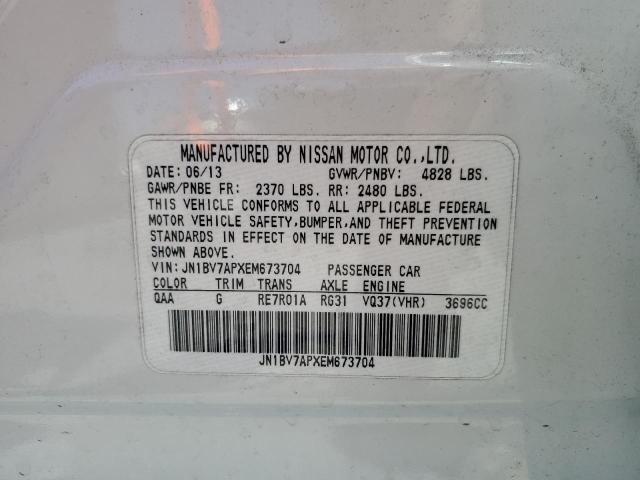 MANUFACTURED BY NISSAN MOTOR CO.,LTD.
DATE: 06/13 GVWR/PNBV: 4828 LBS.
GAWR/PNBE FR: 2370 LBS. RR: 2480 LBS.
THIS VEHICLE CONFORMS TO ALL APPLICABLE FEDERAL
MOTOR VEHICLE SAFETY,BUMPER,AND THEFT PREVENTION
STANDARDS IN EFFECT ON THE DATE OF MANUFACTURE
SHOWN ABOVE.
VIN:JN1BV7APXEM673704 PASSENGER CAR
COLOR TRIM TRANS AXLE ENGINE
QAA G RE7R01A RG31 VQ37(VHR) 3696CC
JN1BV7APXEM673704